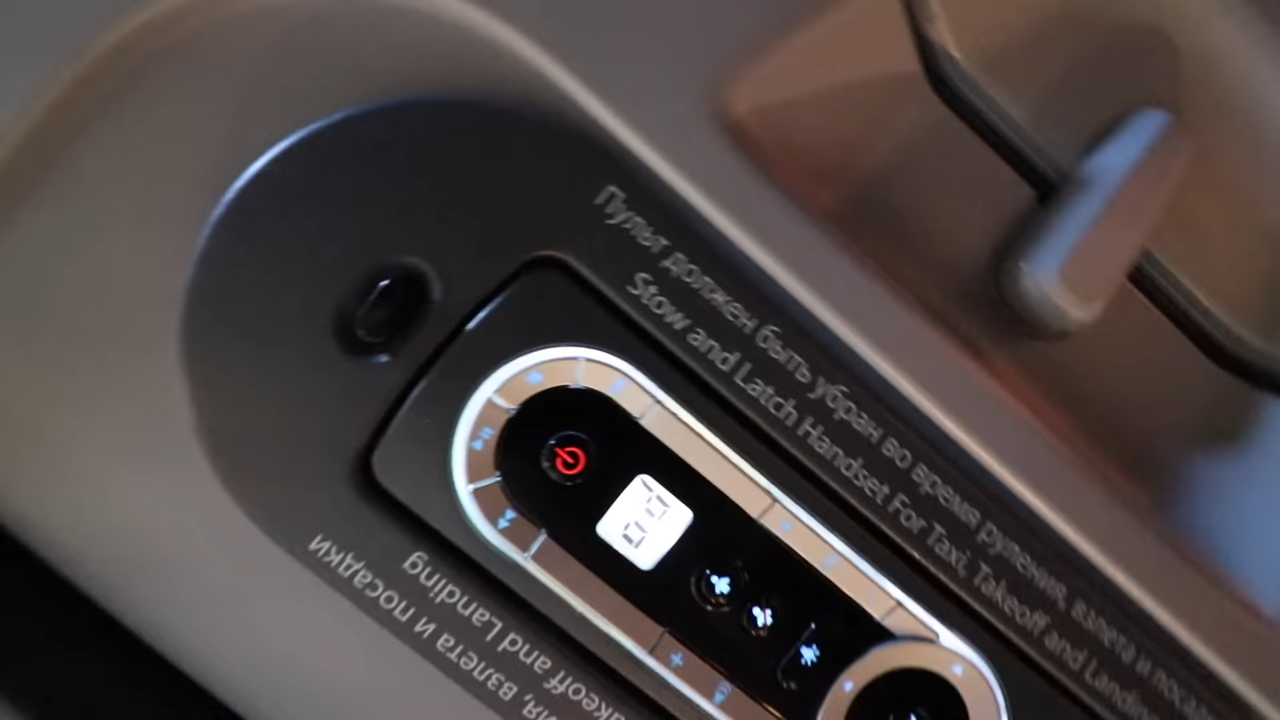 Пульт должен быть убран во время руления, взлета и посадки
Stow and Latch Handset For Taxi, Takeoff and Landing
взлета и посадки
Takeoff and Landing